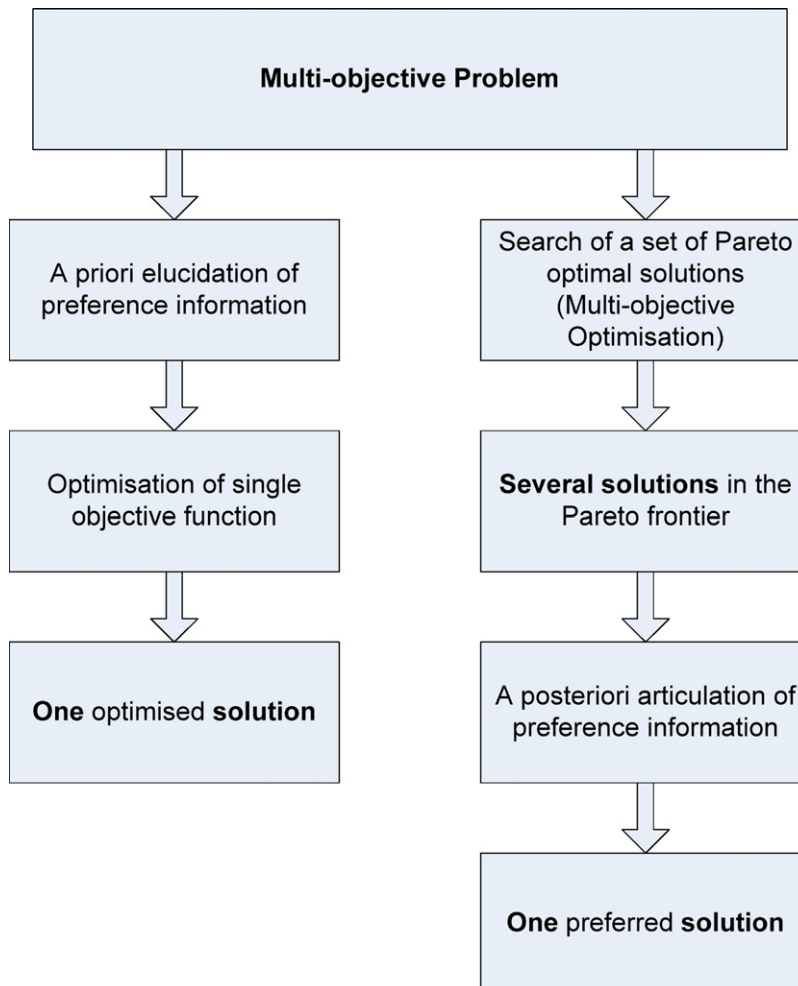 Multi-objective Problem
A priori elucidation of
preference information
Optimisation of single
objective function
One optimised solution
Search of a set of Pareto
optimal solutions
(Multi-objective
Optimisation)
Several solutions in the
Pareto frontier
A posteriori articulation of
preference information
One preferred solution